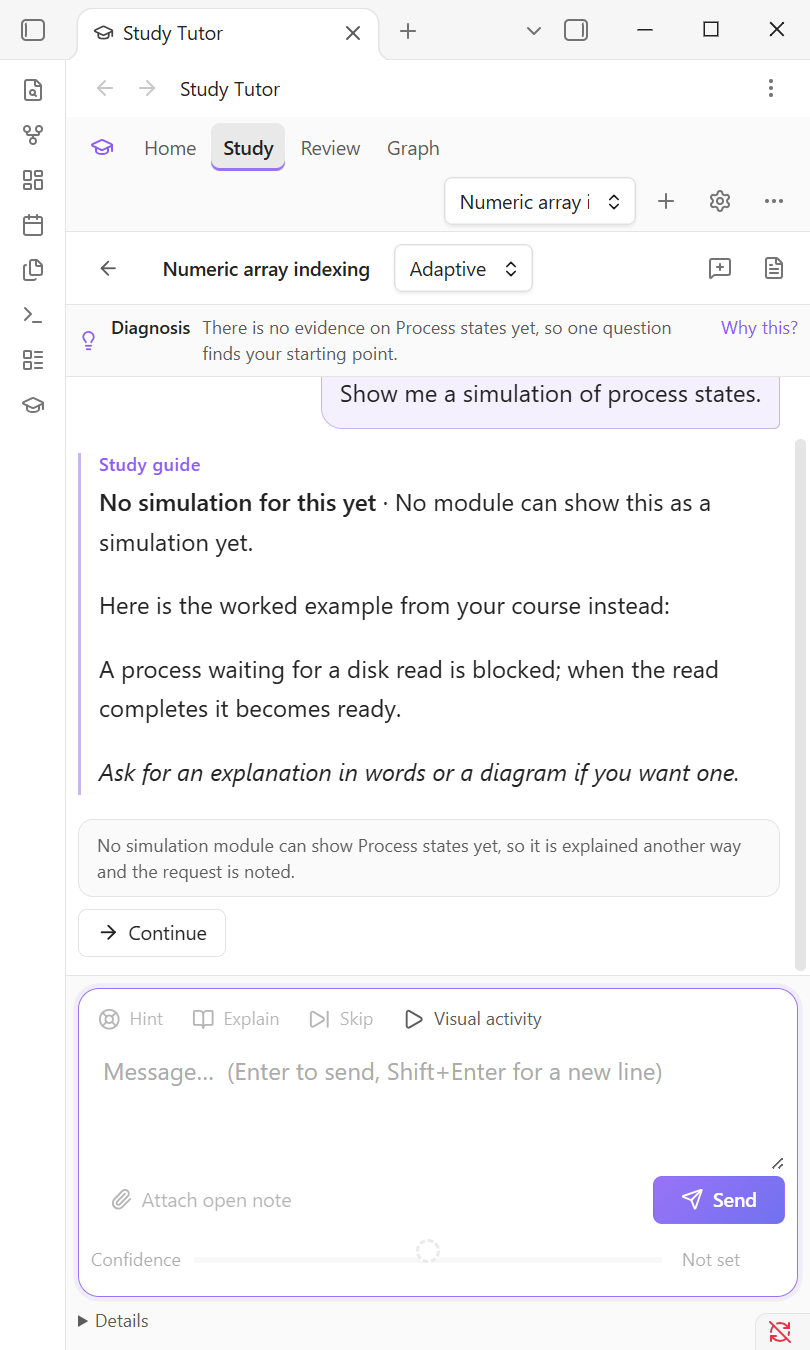 Study Tutor
Study Tutor
Home Study Review Graph
Numeric array i
Numeric array indexing Adaptive
Diagnosis There is no evidence on Process states yet, so one question Why this?
finds your starting point.
Show me a simulation of process states.
Study guide
No simulation for this yet · No module can show this as a
simulation yet.
Here is the worked example from your course instead:
A process waiting for a disk read is blocked; when the read
completes it becomes ready.
Ask for an explanation in words or a diagram if you want one.
No simulation module can show Process states yet, so it is explained another way
and the request is noted.
Continue
Hint Explain Skip Visual activity
Message... (Enter to send, Shift+Enter for a new line)
Attach open note Send
Confidence Not set
Details